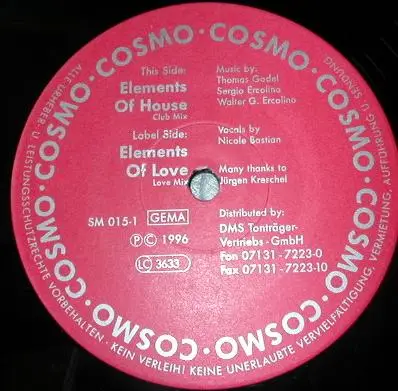 COSMO · COSMO · COSMO · COSMO · COSMO · COSMO · COSMO · COSMO ·
This Side:
Elements
Of House
Club Mix
Label Side:
Elements
Of Love
Love Mix
Music by:
Thomas Gadel
Sergio Ercolino
Walter G. Ercolino
Vocals by
Nicole Bastian
Many thanks to
Jürgen Kreschel
SM 015-1 GEMA
℗ © 1996
LC 3633
Distributed by:
DMS Tonträger-
Vertriebs-GmbH
Fon 07131-7223-0
Fax 07131-7223-10
ALLE URHEBER- U. LEISTUNGSSCHUTZRECHTE VORBEHALTEN · KEIN VERLEIH! KEINE UNERLAUBTE VERVIELFÄLTIGUNG, VERMIETUNG, AUFFÜHRUNG U. SENDUNG